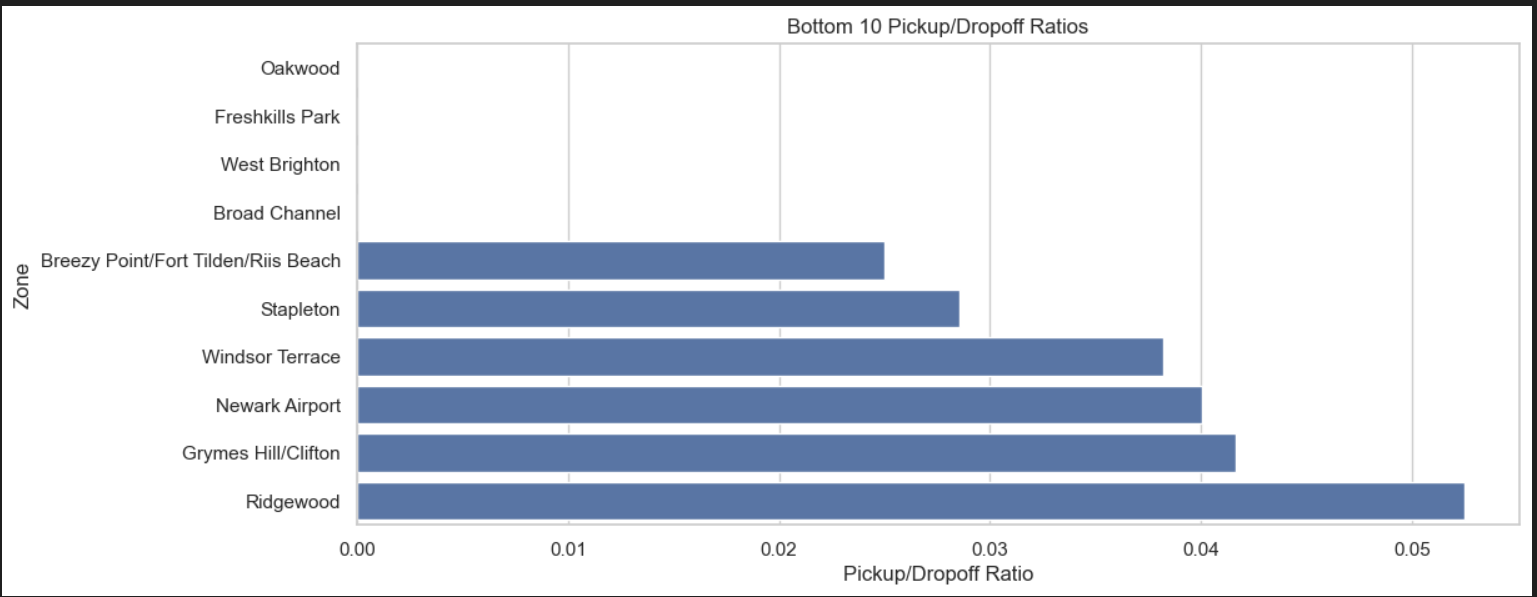 Bottom 10 Pickup/Dropoff Ratios
Zone
Oakwood
Freshkills Park
West Brighton
Broad Channel
Breezy Point/Fort Tilden/Riis Beach
Stapleton
Windsor Terrace
Newark Airport
Grymes Hill/Clifton
Ridgewood
0.00 0.01 0.02 0.03 0.04 0.05
Pickup/Dropoff Ratio